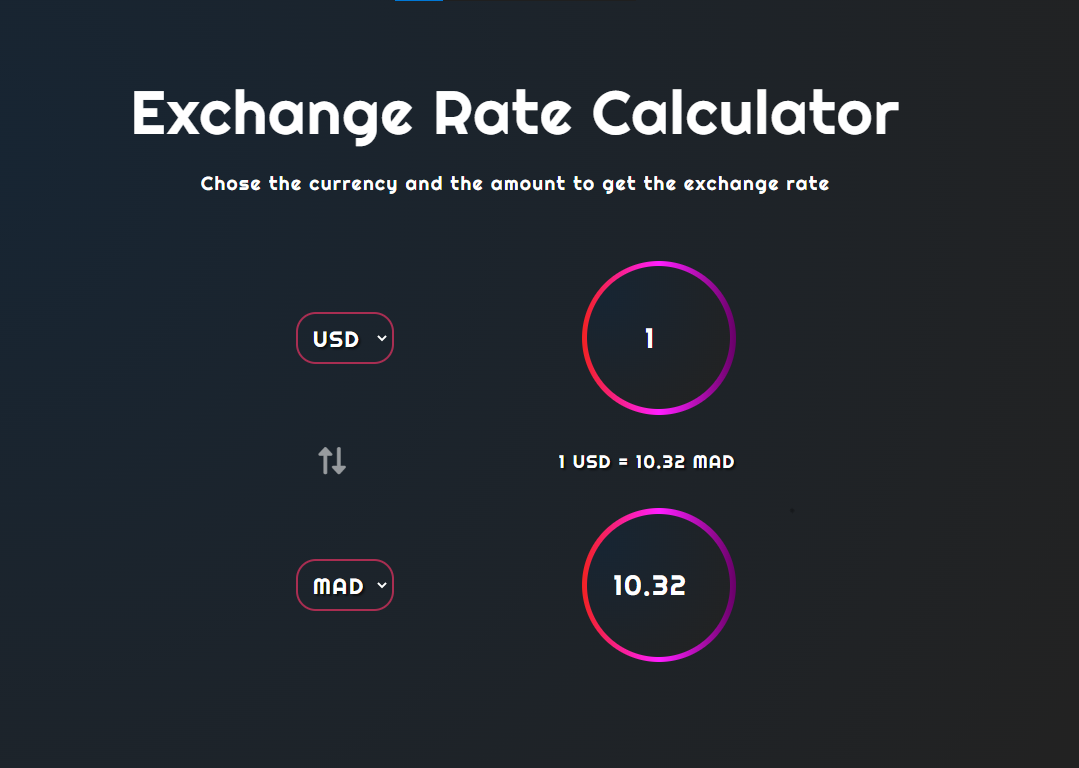 Exchange Rate Calculator
Chose the currency and the amount to get the exchange rate
USD
1
1 USD = 10.32 MAD
MAD
10.32